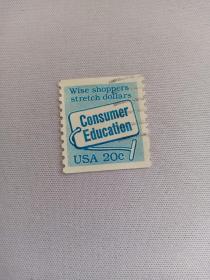 Wise shoppers
stretch dollars
Consumer
Education
USA 20c